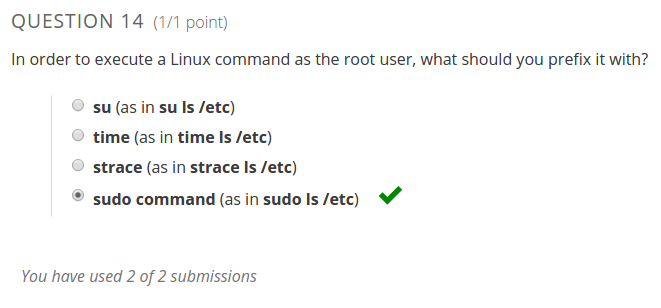 QUESTION 14 (1/1 point)
In order to execute a Linux command as the root user, what should you prefix it with?
su (as in su ls /etc)
time (as in time ls /etc)
strace (as in strace ls /etc)
sudo command (as in sudo ls /etc)
You have used 2 of 2 submissions